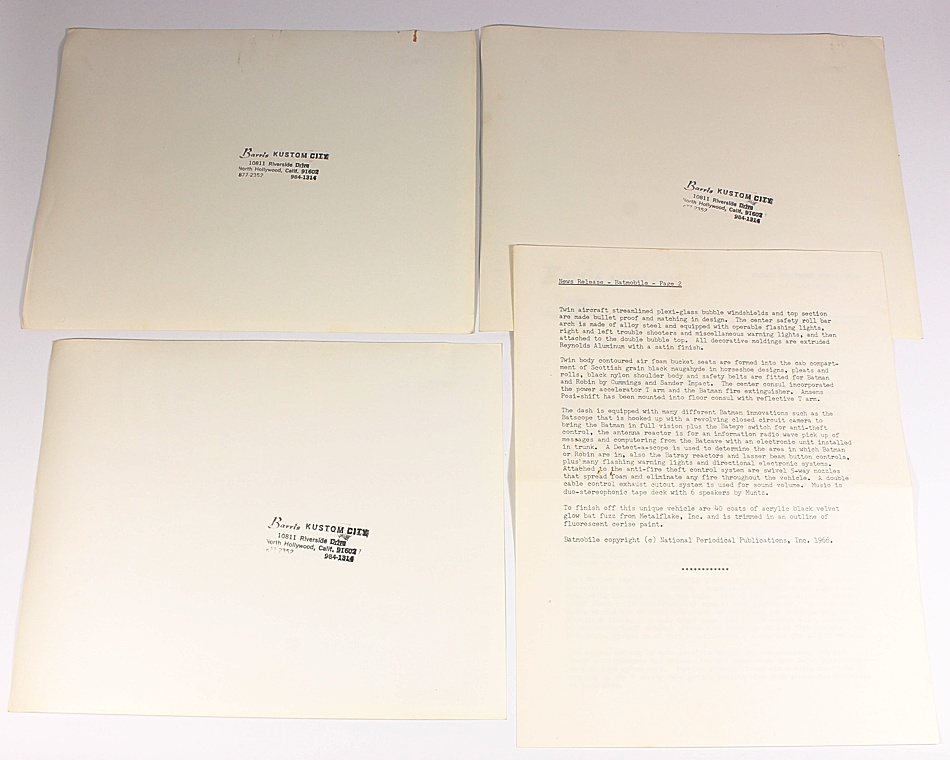 Barris KUSTOM CITY
10811 Riverside Drive
North Hollywood, Calif. 91602
877-2357 984-1314
Barris KUSTOM CITY
10811 Riverside Drive
North Hollywood, Calif. 91602
984-1314
News Release - Batmobile - Page 2
Twin aircraft streamlined plexi-glass bubble windshields and top section
are made bullet proof and matching in design. The center safety roll bar
arch is made of alloy steel and equipped with operable flashing lights,
right and left trouble shooters and miscellaneous warning lights, and then
attached to the double bubble top. All decorative moldings are extruded
Reynolds Aluminum with a satin finish.
Twin body contoured air foam bucket seats are formed into the cab compart-
ment of Scottish grain black naugahyde in horseshoe designs, pleats and
rolls, black nylon shoulder body and safety belts are fitted for Batman
and Robin by Cummings and Sander Impact. The center consul incorporated
the power accelerator T arm and the Batman fire extinguisher. Ansens
Posi-shift has been mounted into floor consul with reflective T arm.
The dash is equipped with many different Batman innovations such as the
Batscope that is hooked up with a revolving closed circuit camera to
bring the Batman in full vision plus the Bateye switch for anti-theft
control, the antenna reactor is for an information radio wave pick up of
messages and computering from the Batcave with an electronic unit installed
in trunk. A Detect-a-scope is used to determine the area in which Batman
or Robin are in, also the Batray reactors and lasser beam button controls,
plus many flashing warning lights and directional electronic systems.
Attached to the anti-fire theft control system are swivel 3-way nozzles
that spread foam and eliminate any fire throughout the vehicle. A double
cable control exhaust cutout system is used for sound volume. Music is
duo-stereophonic tape deck with 6 speakers by Muntz.
To finish off this unique vehicle are 40 coats of acrylic black velvet
glow bat fuzz from Metalflake, Inc. and is trimmed in an outline of
fluorescent cerise paint.
Batmobile copyright (c) National Periodical Publications, Inc. 1966.
************
Barris KUSTOM CITY
10811 Riverside Drive
North Hollywood, Calif. 91602
984-1314